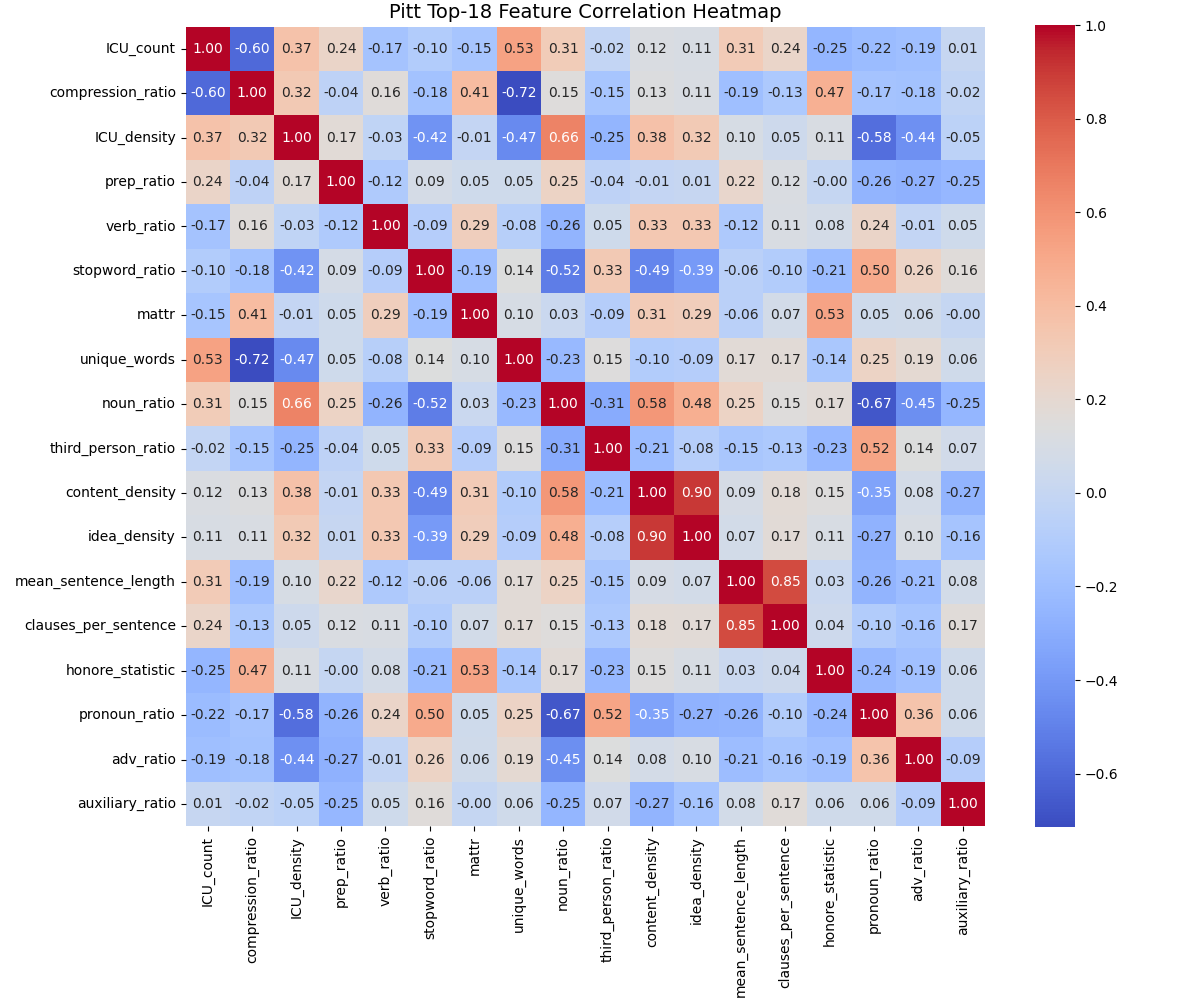 Pitt Top-18 Feature Correlation Heatmap
ICU_count 1.00 -0.60 0.37 0.24 -0.17 -0.10 -0.15 0.53 0.31 -0.02 0.12 0.11 0.31 0.24 -0.25 -0.22 -0.19 0.01
compression_ratio -0.60 1.00 0.32 -0.04 0.16 -0.18 0.41 -0.72 0.15 -0.15 0.13 0.11 -0.19 -0.13 0.47 -0.17 -0.18 -0.02
ICU_density 0.37 0.32 1.00 0.17 -0.03 -0.42 -0.01 -0.47 0.66 -0.25 0.38 0.32 0.10 0.05 0.11 -0.58 -0.44 -0.05
prep_ratio 0.24 -0.04 0.17 1.00 -0.12 0.09 0.05 0.05 0.25 -0.04 -0.01 0.01 0.22 0.12 -0.00 -0.26 -0.27 -0.25
verb_ratio -0.17 0.16 -0.03 -0.12 1.00 -0.09 0.29 -0.08 -0.26 0.05 0.33 0.33 -0.12 0.11 0.08 0.24 -0.01 0.05
stopword_ratio -0.10 -0.18 -0.42 0.09 -0.09 1.00 -0.19 0.14 -0.52 0.33 -0.49 -0.39 -0.06 -0.10 -0.21 0.50 0.26 0.16
mattr -0.15 0.41 -0.01 0.05 0.29 -0.19 1.00 0.10 0.03 -0.09 0.31 0.29 -0.06 0.07 0.53 0.05 0.06 -0.00
unique_words 0.53 -0.72 -0.47 0.05 -0.08 0.14 0.10 1.00 -0.23 0.15 -0.10 -0.09 0.17 0.17 -0.14 0.25 0.19 0.06
noun_ratio 0.31 0.15 0.66 0.25 -0.26 -0.52 0.03 -0.23 1.00 -0.31 0.58 0.48 0.25 0.15 0.17 -0.67 -0.45 -0.25
third_person_ratio -0.02 -0.15 -0.25 -0.04 0.05 0.33 -0.09 0.15 -0.31 1.00 -0.21 -0.08 -0.15 -0.13 -0.23 0.52 0.14 0.07
content_density 0.12 0.13 0.38 -0.01 0.33 -0.49 0.31 -0.10 0.58 -0.21 1.00 0.90 0.09 0.18 0.15 -0.35 0.08 -0.27
idea_density 0.11 0.11 0.32 0.01 0.33 -0.39 0.29 -0.09 0.48 -0.08 0.90 1.00 0.07 0.17 0.11 -0.27 0.10 -0.16
mean_sentence_length 0.31 -0.19 0.10 0.22 -0.12 -0.06 -0.06 0.17 0.25 -0.15 0.09 0.07 1.00 0.85 0.03 -0.26 -0.21 0.08
clauses_per_sentence 0.24 -0.13 0.05 0.12 0.11 -0.10 0.07 0.17 0.15 -0.13 0.18 0.17 0.85 1.00 0.04 -0.10 -0.16 0.17
honore_statistic -0.25 0.47 0.11 -0.00 0.08 -0.21 0.53 -0.14 0.17 -0.23 0.15 0.11 0.03 0.04 1.00 -0.24 -0.19 0.06
pronoun_ratio -0.22 -0.17 -0.58 -0.26 0.24 0.50 0.05 0.25 -0.67 0.52 -0.35 -0.27 -0.26 -0.10 -0.24 1.00 0.36 0.06
adv_ratio -0.19 -0.18 -0.44 -0.27 -0.01 0.26 0.06 0.19 -0.45 0.14 0.08 0.10 -0.21 -0.16 -0.19 0.36 1.00 -0.09
auxiliary_ratio 0.01 -0.02 -0.05 -0.25 0.05 0.16 -0.00 0.06 -0.25 0.07 -0.27 -0.16 0.08 0.17 0.06 0.06 -0.09 1.00
ICU_count
compression_ratio
ICU_density
prep_ratio
verb_ratio
stopword_ratio
mattr
unique_words
noun_ratio
third_person_ratio
content_density
idea_density
mean_sentence_length
clauses_per_sentence
honore_statistic
pronoun_ratio
adv_ratio
auxiliary_ratio
1.0
0.8
0.6
0.4
0.2
0.0
−0.2
−0.4
−0.6